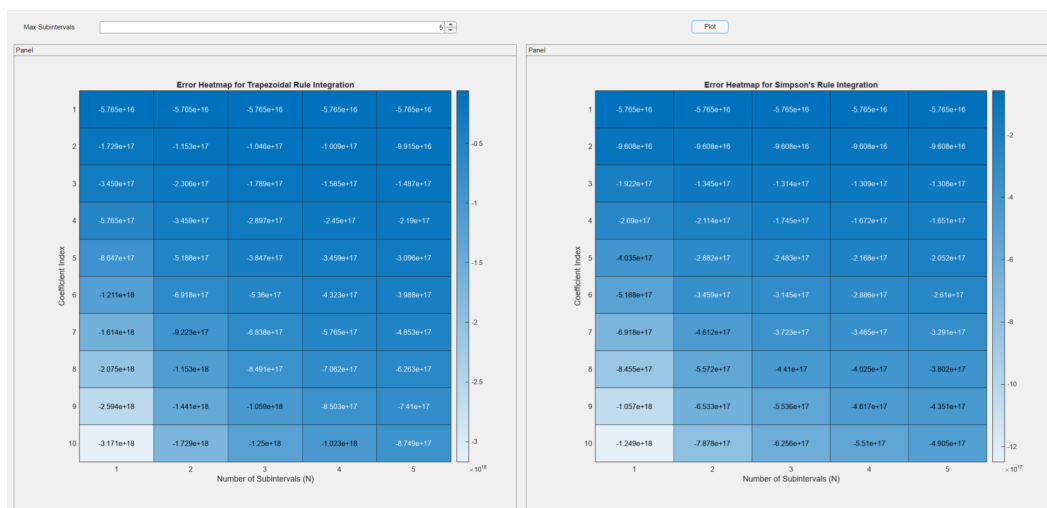 Max Subintervals 5 Plot
Panel
Error Heatmap for Trapezoidal Rule Integration
1 -5.765e+16 -5.765e+16 -5.765e+16 -5.765e+16 -5.765e+16
-0.5
2 -1.729e+17 -1.153e+17 -1.046e+17 -1.009e+17 -9.915e+16
3 -3.459e+17 -2.306e+17 -1.789e+17 -1.585e+17 -1.487e+17
-1
4 -5.765e+17 -3.459e+17 -2.897e+17 -2.45e+17 -2.19e+17
-1.5
5 -8.647e+17 -5.188e+17 -3.847e+17 -3.459e+17 -3.096e+17
Coefficient Index
6 -1.211e+18 -6.918e+17 -5.36e+17 -4.323e+17 -3.988e+17
-2
7 -1.614e+18 -9.223e+17 -6.838e+17 -5.765e+17 -4.853e+17
8 -2.075e+18 -1.153e+18 -8.491e+17 -7.062e+17 -6.263e+17
-2.5
9 -2.594e+18 -1.441e+18 -1.059e+18 -8.503e+17 -7.41e+17
10 -3.171e+18 -1.729e+18 -1.25e+18 -1.023e+18 -8.749e+17
-3
1 2 3 4 5
×10^18
Number of Subintervals (N)
Panel
Error Heatmap for Simpson's Rule Integration
1 -5.765e+16 -5.765e+16 -5.765e+16 -5.765e+16 -5.765e+16
-2
2 -9.608e+16 -9.608e+16 -9.608e+16 -9.608e+16 -9.608e+16
3 -1.922e+17 -1.345e+17 -1.314e+17 -1.309e+17 -1.308e+17
-4
4 -2.69e+17 -2.114e+17 -1.745e+17 -1.672e+17 -1.651e+17
5 -4.035e+17 -2.882e+17 -2.483e+17 -2.168e+17 -2.052e+17
-6
Coefficient Index
6 -5.188e+17 -3.459e+17 -3.145e+17 -2.886e+17 -2.61e+17
-8
7 -6.918e+17 -4.612e+17 -3.723e+17 -3.465e+17 -3.291e+17
8 -8.455e+17 -5.572e+17 -4.41e+17 -4.025e+17 -3.802e+17
-10
9 -1.057e+18 -6.533e+17 -5.536e+17 -4.617e+17 -4.351e+17
10 -1.249e+18 -7.878e+17 -6.256e+17 -5.51e+17 -4.905e+17
-12
1 2 3 4 5
×10^17
Number of Subintervals (N)